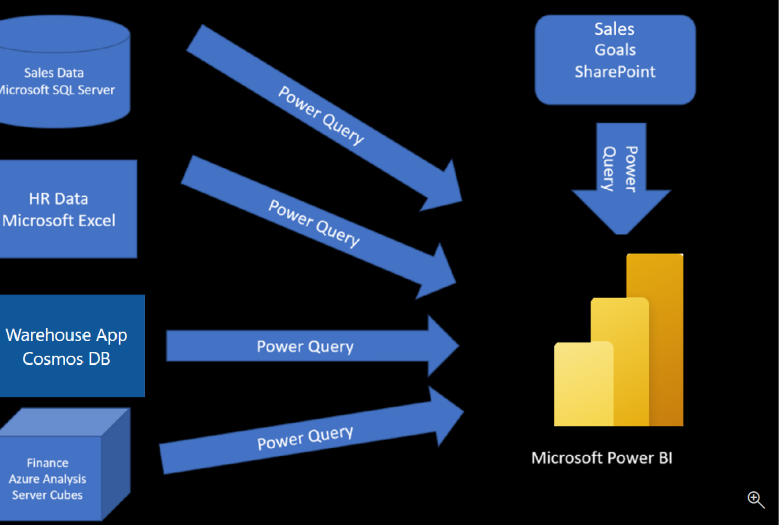 Sales Data
Microsoft SQL Server
Power Query
Sales
Goals
SharePoint
Power
Query
HR Data
Microsoft Excel
Power Query
Warehouse App
Cosmos DB
Power Query
Finance
Azure Analysis
Server Cubes
Power Query
Microsoft Power BI